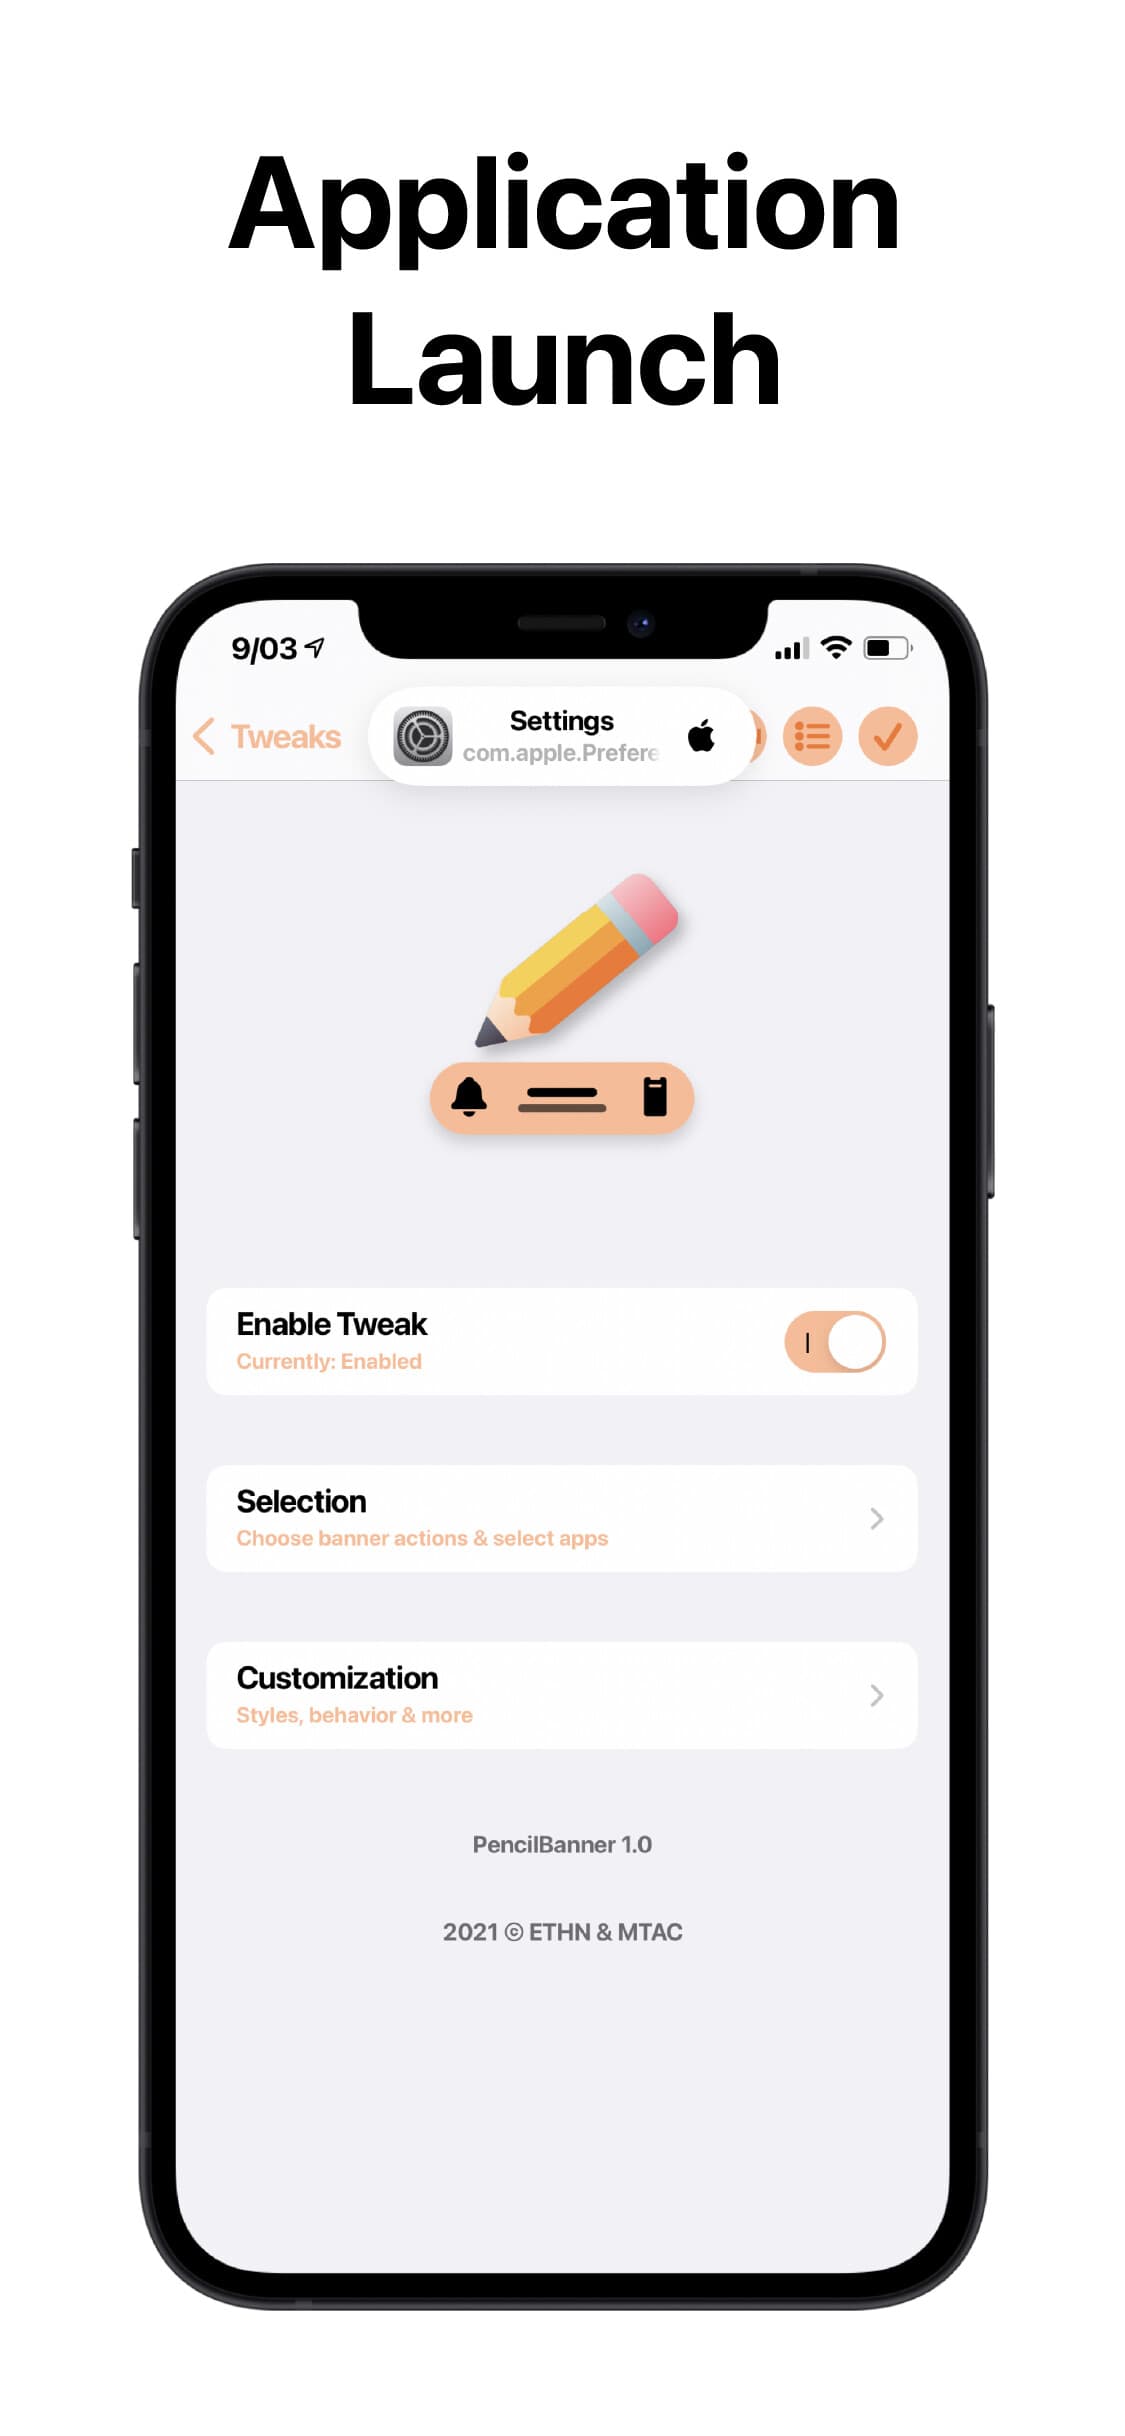 Application
Launch
9/03
Tweaks
Settings
com.apple.Prefere
Enable Tweak
Currently: Enabled
Selection
Choose banner actions & select apps
Customization
Styles, behavior & more
PencilBanner 1.0
2021 © ETHN & MTAC